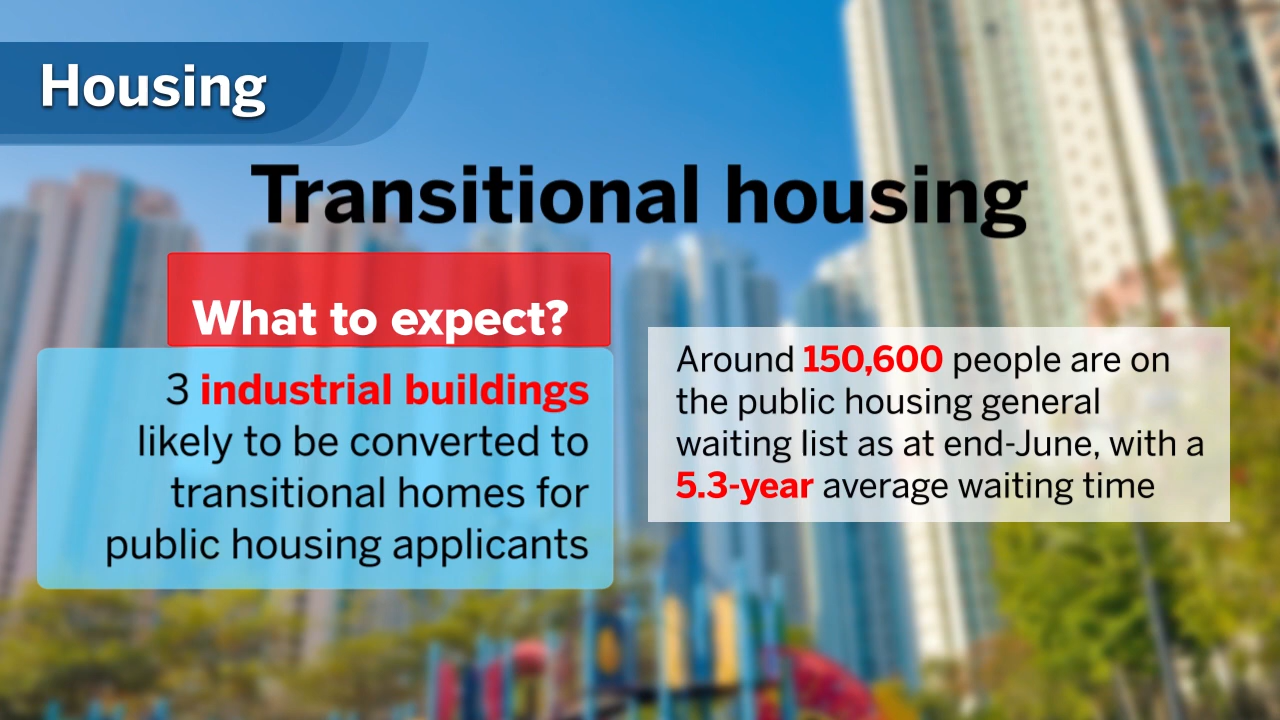 Housing
Transitional housing
What to expect?
3 industrial buildings
likely to be converted to
transitional homes for
public housing applicants
Around 150,600 people are on
the public housing general
waiting list as at end-June, with a
5.3-year average waiting time